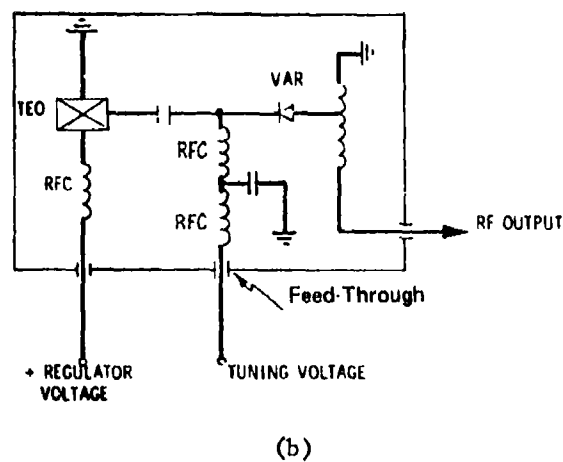 VAR
TEO
RFC
RFC
RFC
RF OUTPUT
Feed-Through
+ REGULATOR
VOLTAGE
TUNING VOLTAGE
(b)